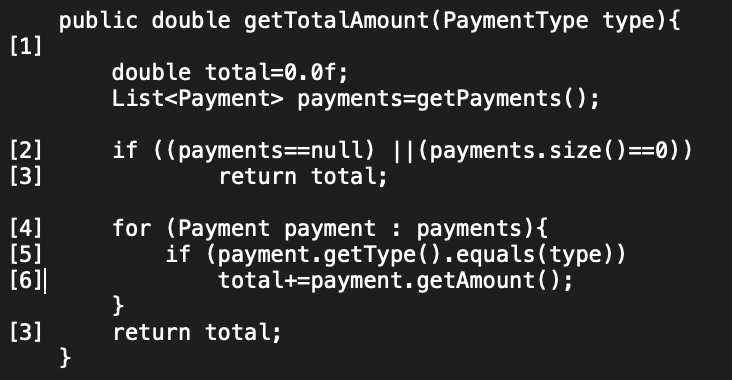 public double getTotalAmount(PaymentType type){
[1]
double total=0.0f;
List<Payment> payments=getPayments();
[2] if ((payments==null) ||(payments.size()==0))
[3] return total;
[4] for (Payment payment : payments){
[5] if (payment.getType().equals(type))
[6] total+=payment.getAmount();
}
[3] return total;
}